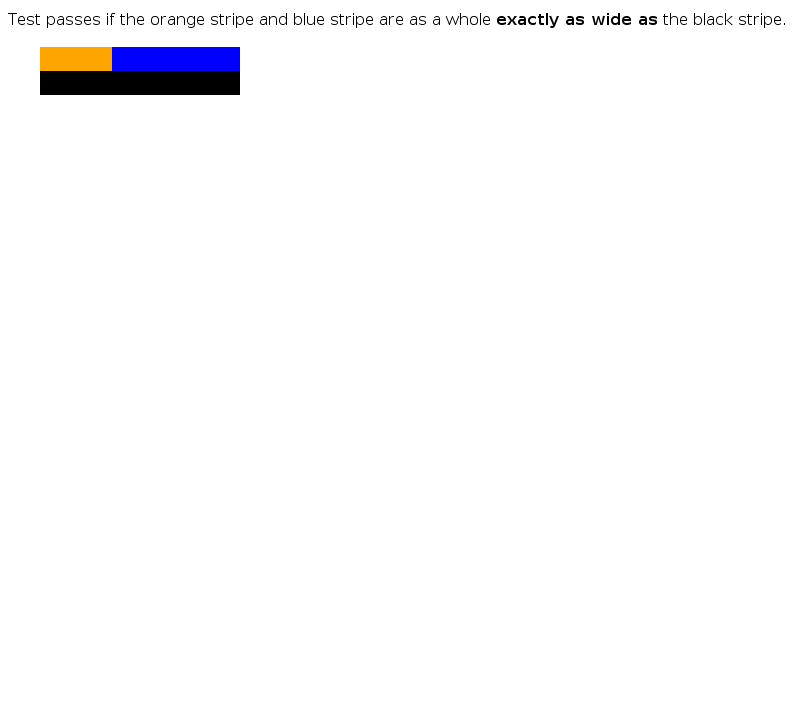 Test passes if the orange stripe and blue stripe are as a whole exactly as wide as the black stripe.